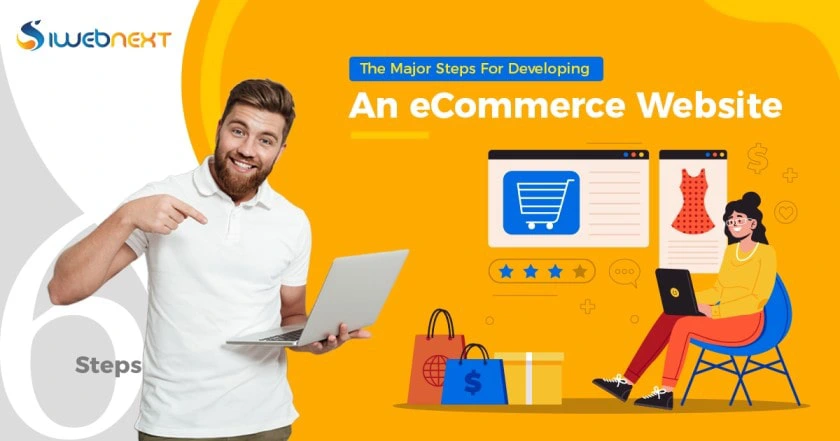 iWEBNEXT
The Major Steps For Developing
An eCommerce Website
6
Steps
$
$